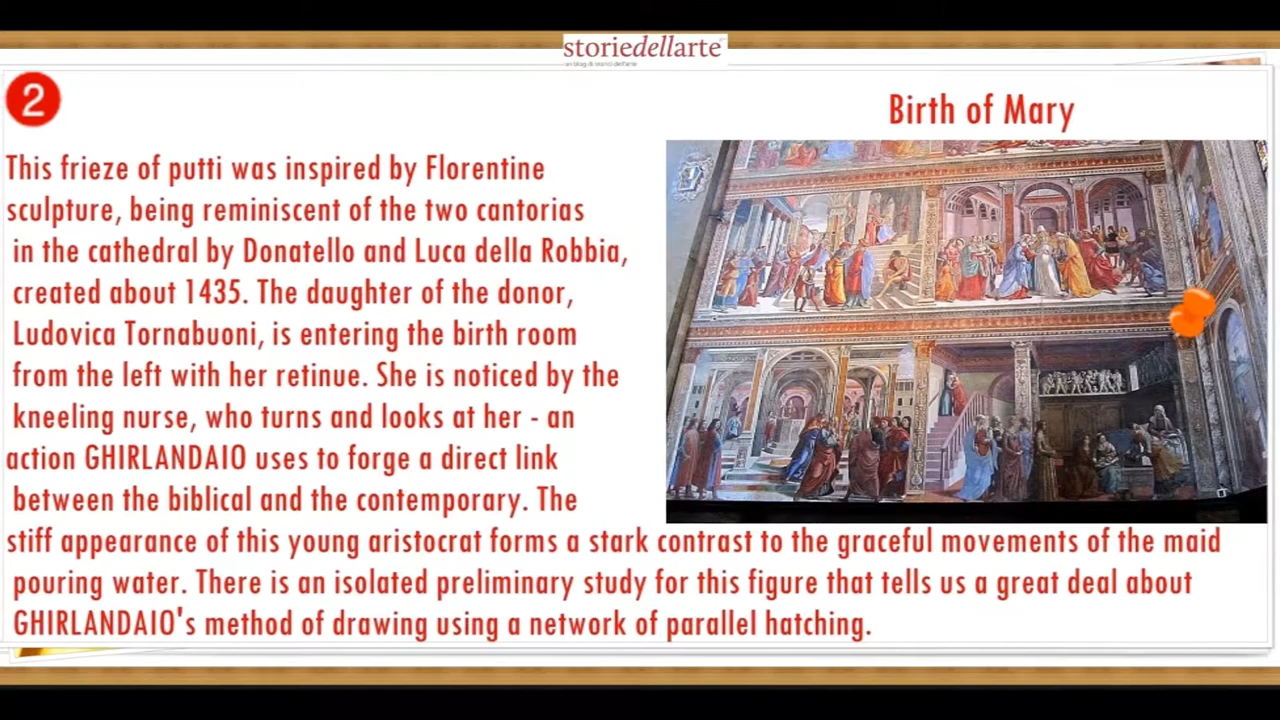 storiedellarte
un blog di storici dell'arte
2
Birth of Mary
This frieze of putti was inspired by Florentine
sculpture, being reminiscent of the two cantorias
in the cathedral by Donatello and Luca della Robbia,
created about 1435. The daughter of the donor,
Ludovica Tornabuoni, is entering the birth room
from the left with her retinue. She is noticed by the
kneeling nurse, who turns and looks at her - an
action GHIRLANDAIO uses to forge a direct link
between the biblical and the contemporary. The
stiff appearance of this young aristocrat forms a stark contrast to the graceful movements of the maid
pouring water. There is an isolated preliminary study for this figure that tells us a great deal about
GHIRLANDAIO's method of drawing using a network of parallel hatching.